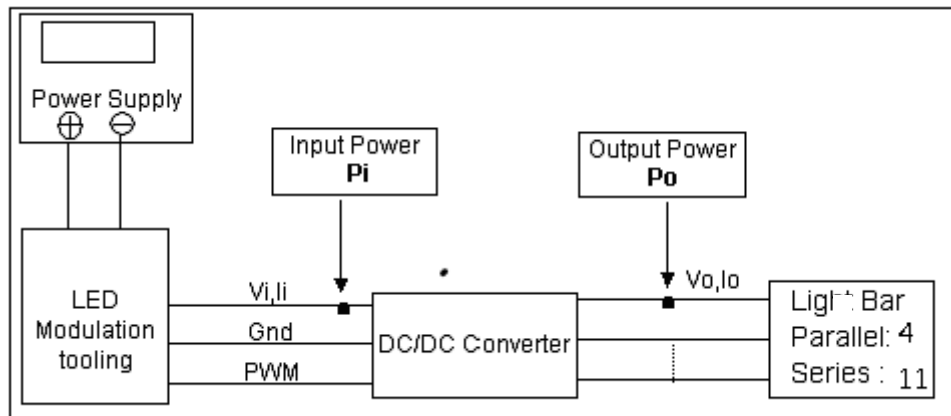 Power Supply
Input Power
Pi
Output Power
Po
LED
Modulation
tooling
Vi,Ii
Gnd
PWM
DC/DC Converter
Vo,Io
Light Bar
Parallel: 4
Series : 11